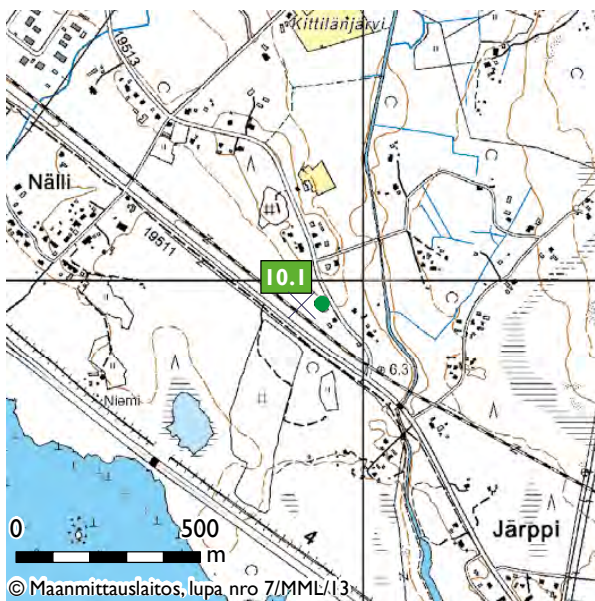 Kittilänjärvi
19513
Nälli
19511
10.1
6.3
Niemi
4
Järppi
0 500
m
© Maanmittauslaitos, lupa nro 7/MML/13